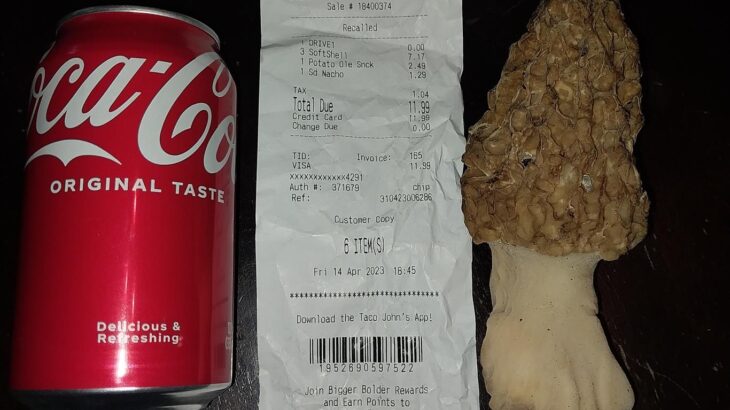 Coca-Cola
ORIGINAL TASTE
Delicious &
Refreshing
Sale # 18400374
Recalled
1 DRIVE1 0.00
3 SoftShell 7.17
1 Potato Ole Snck 2.49
1 Sd Nacho 1.29
TAX 1.04
Total Due 11.99
Credit Card 11.99
Change Due 0.00
TID: Invoice: 165
VISA 11.99
xxxxxxxxxxxx4291
Auth #: 371679 chip
Ref: 310423006286
Customer Copy
6 ITEM(S)
Fri 14 Apr 2023 18:45
****************************************
Download the Taco John's App!
1952690597522
Join Bigger Bolder Rewards
and Earn Points to